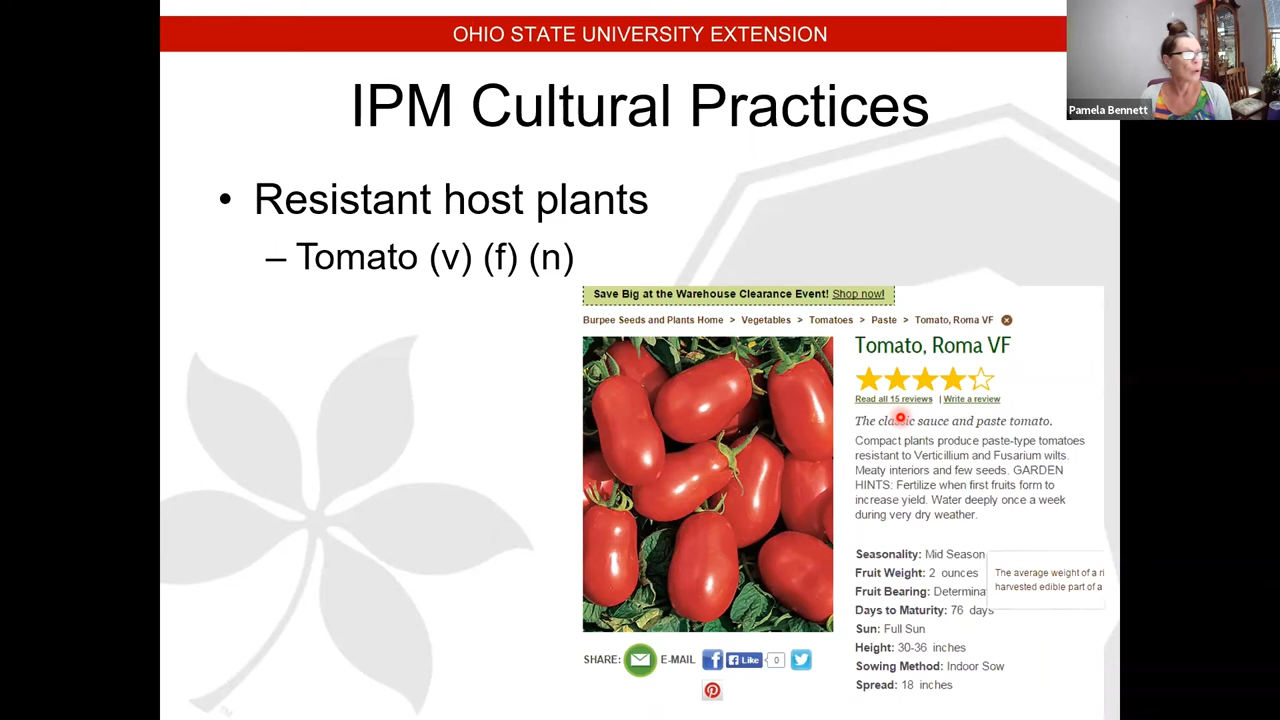 OHIO STATE UNIVERSITY EXTENSION
Pamela Bennett
IPM Cultural Practices
• Resistant host plants
– Tomato (v) (f) (n)
Save Big at the Warehouse Clearance Event! Shop now!
Burpee Seeds and Plants Home > Vegetables > Tomatoes > Paste > Tomato, Roma VF
Tomato, Roma VF
Read all 15 reviews | Write a review
The classic sauce and paste tomato.
Compact plants produce paste-type tomatoes
resistant to Verticillium and Fusarium wilts.
Meaty interiors and few seeds. GARDEN
HINTS: Fertilize when first fruits form to
increase yield. Water deeply once a week
during very dry weather.
Seasonality: Mid Season
Fruit Weight: 2 ounces
Fruit Bearing: Determina
Days to Maturity: 76 days
Sun: Full Sun
Height: 30-36 inches
Sowing Method: Indoor Sow
Spread: 18 inches
The average weight of a ri
harvested edible part of a
SHARE: E-MAIL Like 0
TM